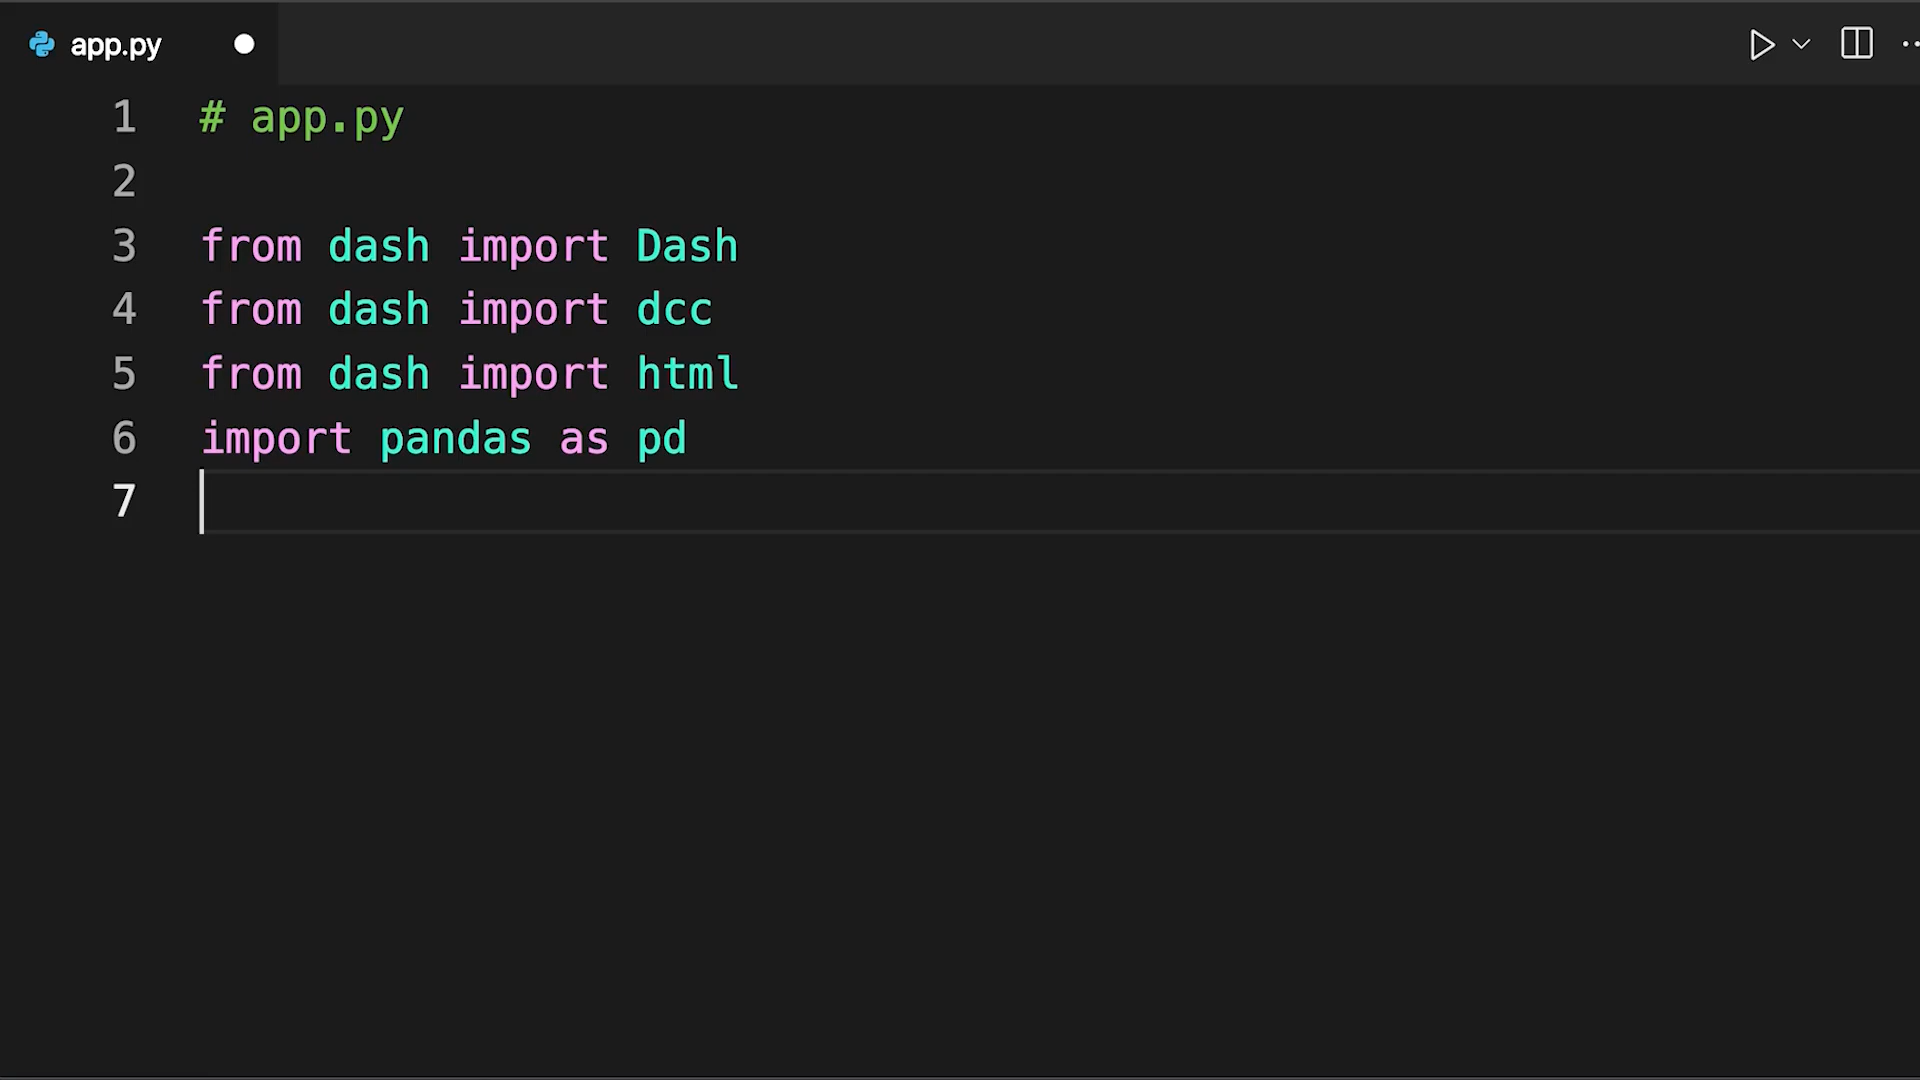 app.py
1 # app.py
2
3 from dash import Dash
4 from dash import dcc
5 from dash import html
6 import pandas as pd
7